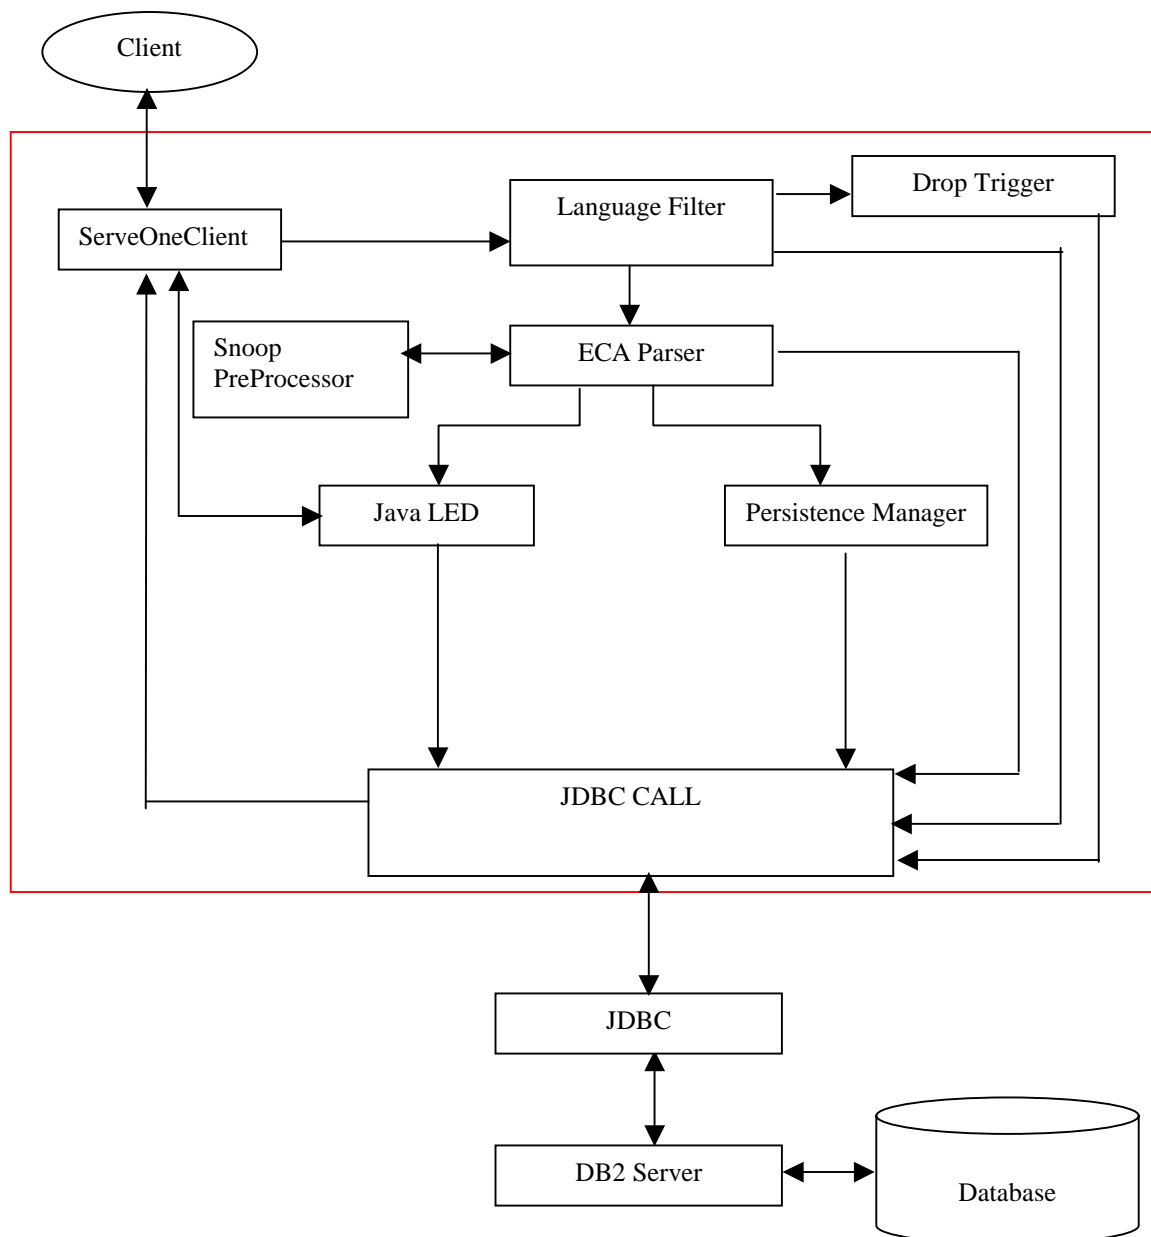 Client
Drop Trigger
Language Filter
ServeOneClient
Snoop
PreProcessor
ECA Parser
Java LED
Persistence Manager
JDBC CALL
JDBC
DB2 Server
Database